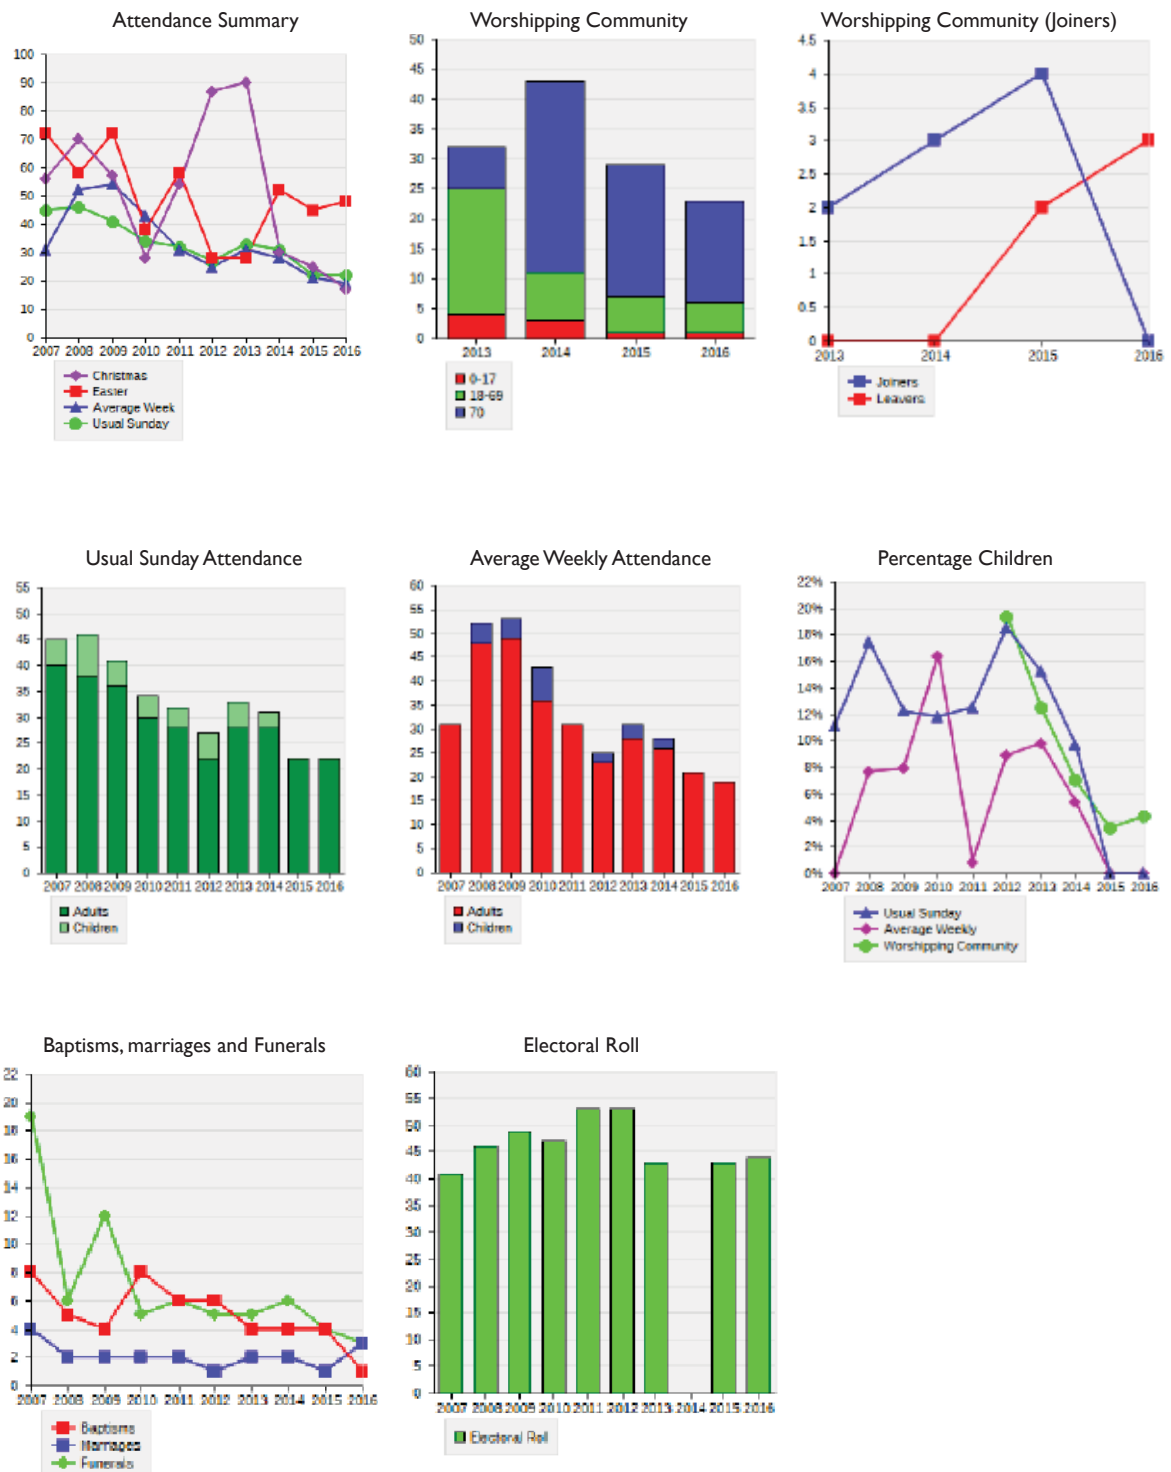 Attendance Summary
100
90
80
70
60
50
40
30
20
10
0
2007 2008 2009 2010 2011 2012 2013 2014 2015 2016
Christmas
Easter
Average Week
Usual Sunday
Worshipping Community
50
45
40
35
30
25
20
15
10
5
0
2013 2014 2015 2016
0-17
18-69
70
Worshipping Community (Joiners)
4.5
4
3.5
3
2.5
2
1.5
1
0.5
0
2013 2014 2015 2016
Joiners
Leavers
Usual Sunday Attendance
55
50
45
40
35
30
25
20
15
10
5
0
2007 2008 2009 2010 2011 2012 2013 2014 2015 2016
Adults
Children
Average Weekly Attendance
60
55
50
45
40
35
30
25
20
15
10
5
0
2007 2008 2009 2010 2011 2012 2013 2014 2015 2016
Adults
Children
Percentage Children
22%
20%
18%
16%
14%
12%
10%
8%
6%
4%
2%
0%
2007 2008 2009 2010 2011 2012 2013 2014 2015 2016
Usual Sunday
Average Weekly
Worshipping Community
Baptisms, marriages and Funerals
22
20
18
16
14
12
10
8
6
4
2
0
2007 2008 2009 2010 2011 2012 2013 2014 2015 2016
Baptisms
Marriages
Funerals
Electoral Roll
60
55
50
45
40
35
30
25
20
15
10
5
0
2007 2008 2009 2010 2011 2012 2013 2014 2015 2016
Electoral Roll